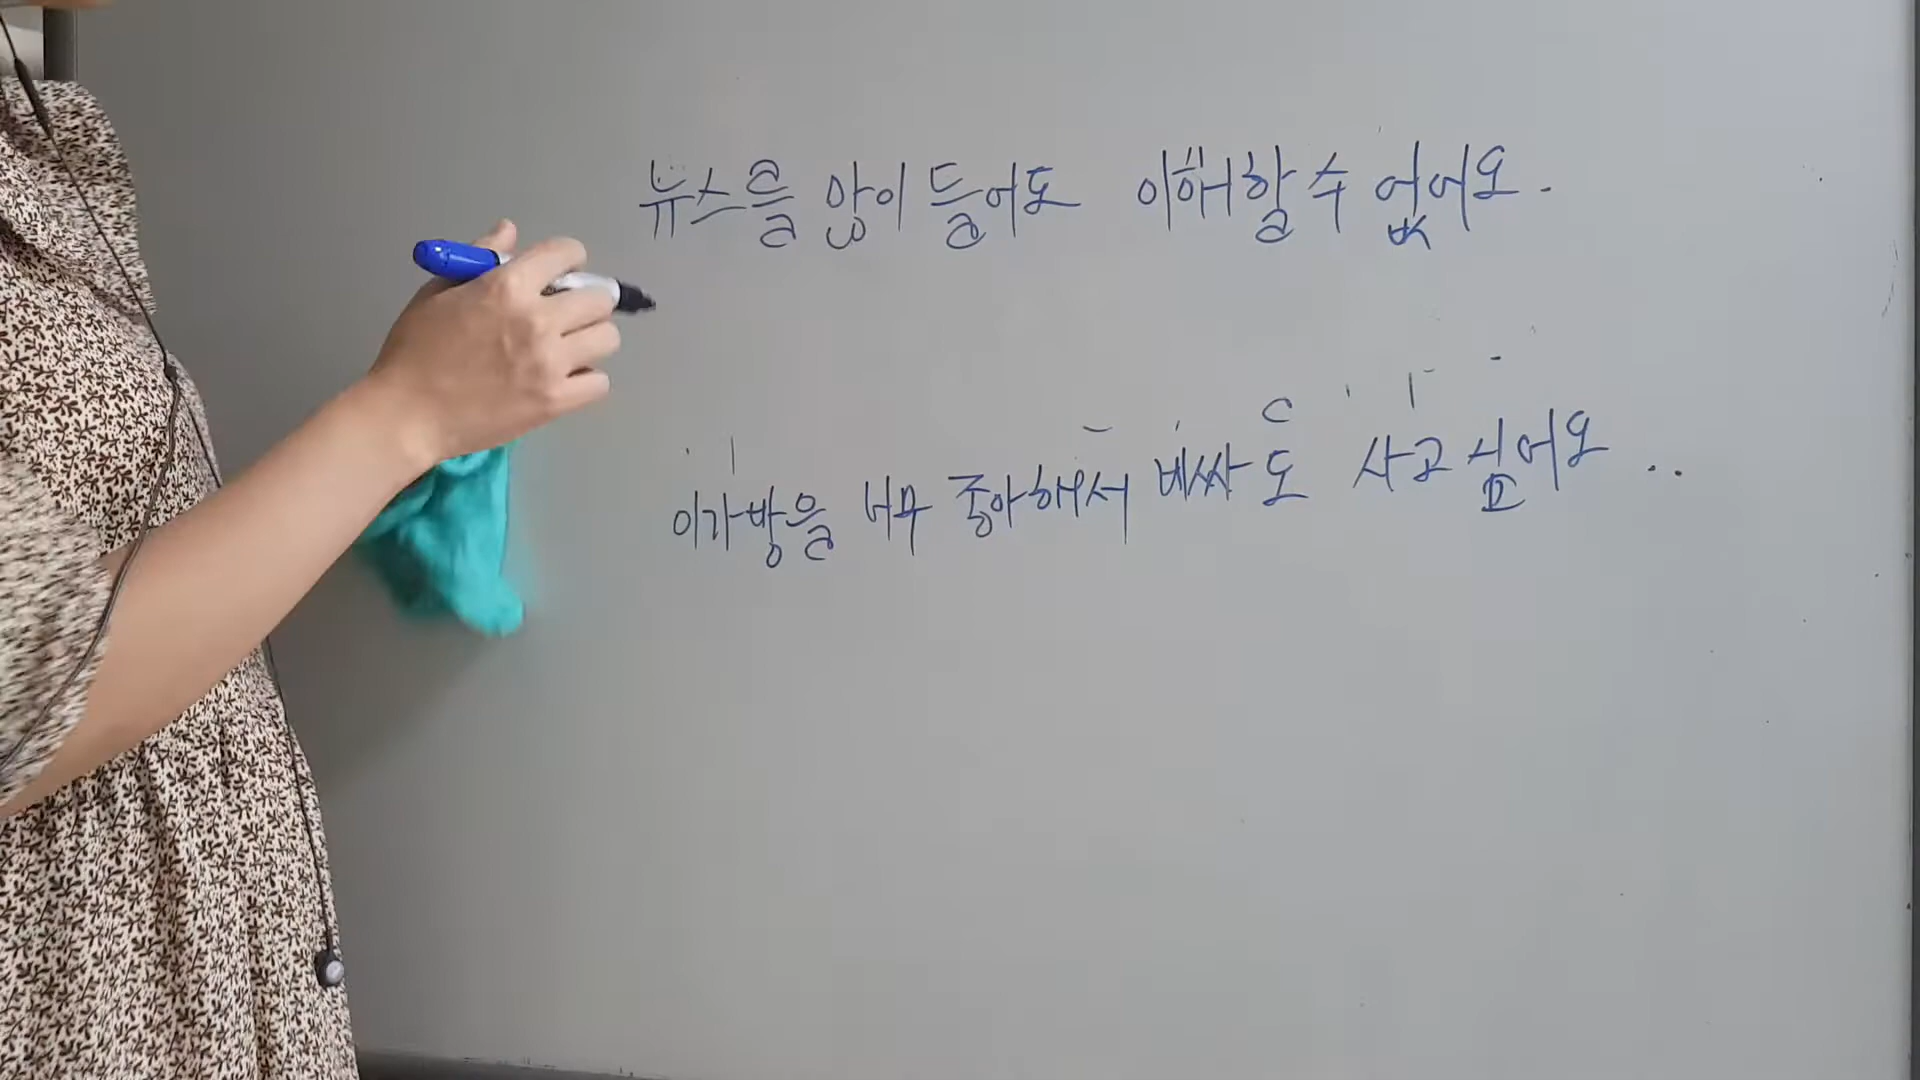 뉴스를 많이 들어도 이해할 수 없어요.
이 가방을 너무 좋아해서 비싸도 사고 싶어요..